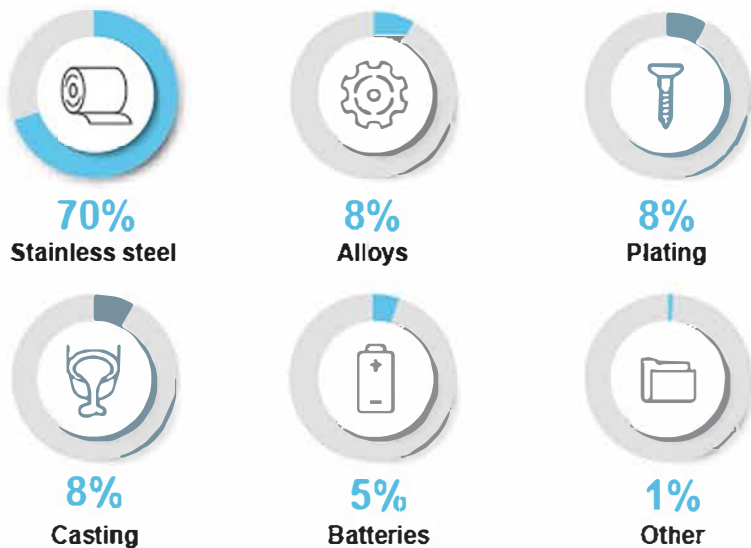 70%
Stainless steel
8%
Alloys
8%
Plating
8%
Casting
5%
Batteries
1%
Other